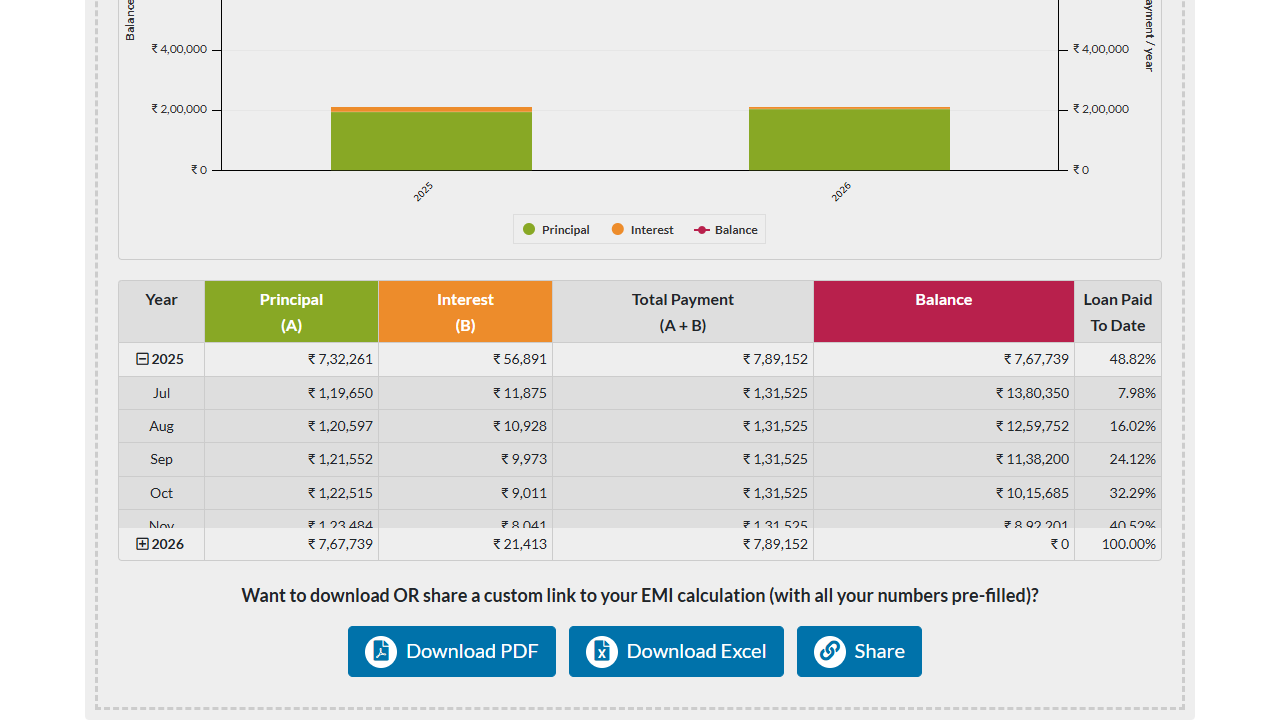 Balance
ayment / year
₹ 4,00,000
₹ 4,00,000
₹ 2,00,000
₹ 2,00,000
₹ 0
₹ 0
2025
2026
Principal Interest Balance
Year Principal (A) Interest (B) Total Payment (A + B) Balance Loan Paid To Date
2025 ₹ 7,32,261 ₹ 56,891 ₹ 7,89,152 ₹ 7,67,739 48.82%
Jul ₹ 1,19,650 ₹ 11,875 ₹ 1,31,525 ₹ 13,80,350 7.98%
Aug ₹ 1,20,597 ₹ 10,928 ₹ 1,31,525 ₹ 12,59,752 16.02%
Sep ₹ 1,21,552 ₹ 9,973 ₹ 1,31,525 ₹ 11,38,200 24.12%
Oct ₹ 1,22,515 ₹ 9,011 ₹ 1,31,525 ₹ 10,15,685 32.29%
Nov ₹ 1,23,484 ₹ 8,041 ₹ 1,31,525 ₹ 8,92,201 40.52%
2026 ₹ 7,67,739 ₹ 21,413 ₹ 7,89,152 ₹ 0 100.00%
Want to download OR share a custom link to your EMI calculation (with all your numbers pre-filled)?
Download PDF Download Excel Share